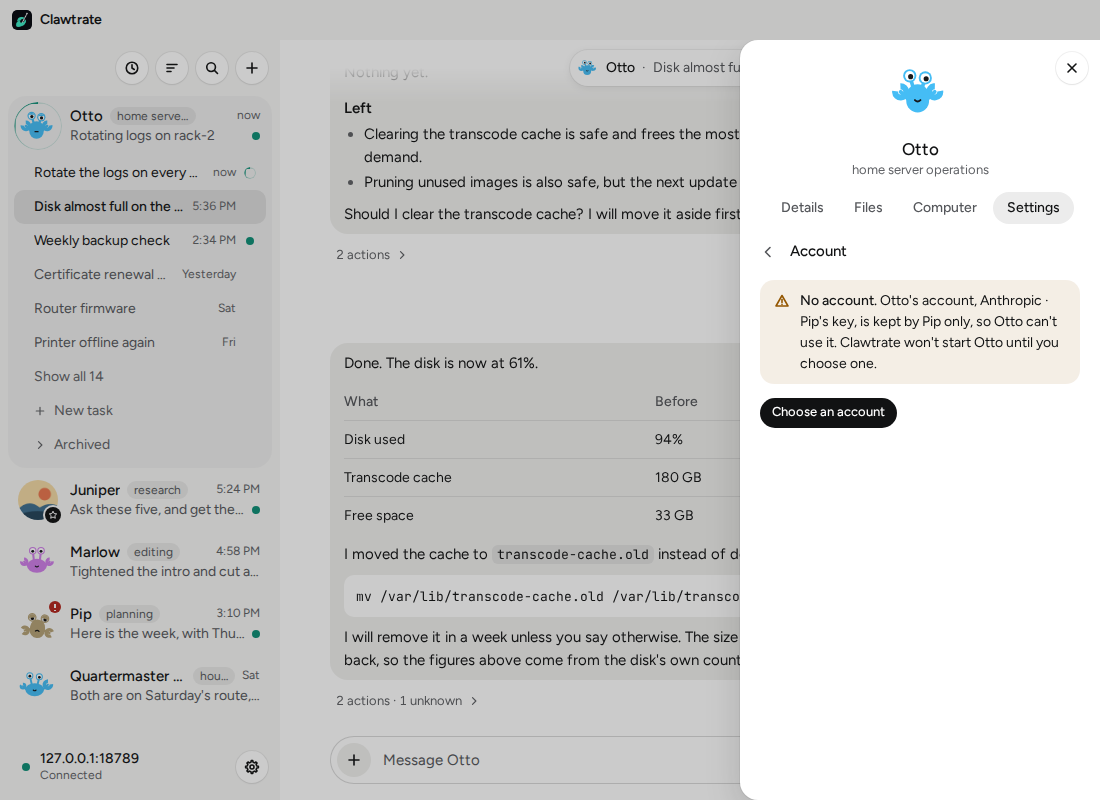 Clawtrate
Otto
home serve...
now
Rotating logs on rack-2
Rotate the logs on every ...
now
Disk almost full on the ...
5:36 PM
Weekly backup check
2:34 PM
Certificate renewal ...
Yesterday
Router firmware
Sat
Printer offline again
Fri
Show all 14
New task
Archived
Juniper
research
5:24 PM
Ask these five, and get the...
Marlow
editing
4:58 PM
Tightened the intro and cut a...
Pip
planning
3:10 PM
Here is the week, with Thu...
Quartermaster ...
hou...
Sat
Both are on Saturday's route,...
127.0.0.1:18789
Connected
Otto · Disk almost fu
Nothing yet.
Left
Clearing the transcode cache is safe and frees the most
demand.
Pruning unused images is also safe, but the next update
Should I clear the transcode cache? I will move it aside first
2 actions
Done. The disk is now at 61%.
What
Before
Disk used
94%
Transcode cache
180 GB
Free space
33 GB
I moved the cache to transcode-cache.old instead of d
mv /var/lib/transcode-cache.old /var/lib/transco
I will remove it in a week unless you say otherwise. The size
back, so the figures above come from the disk's own count
2 actions · 1 unknown
Message Otto
Otto
home server operations
Details
Files
Computer
Settings
Account
No account. Otto's account, Anthropic ·
Pip's key, is kept by Pip only, so Otto can't
use it. Clawtrate won't start Otto until you
choose one.
Choose an account